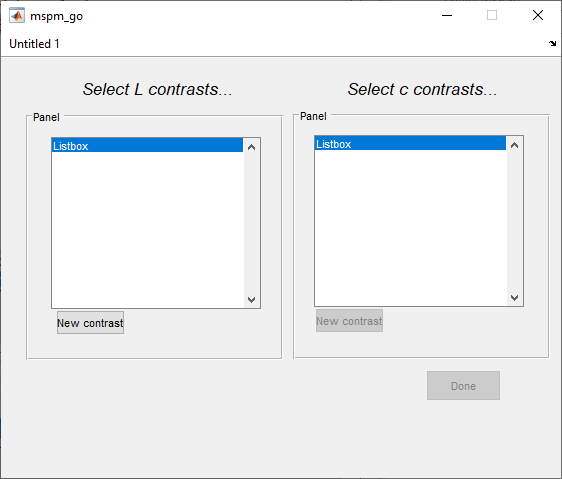 mspm_go
Untitled 1
Select L contrasts...
Select c contrasts...
Panel
Listbox
New contrast
Panel
Listbox
New contrast
Done